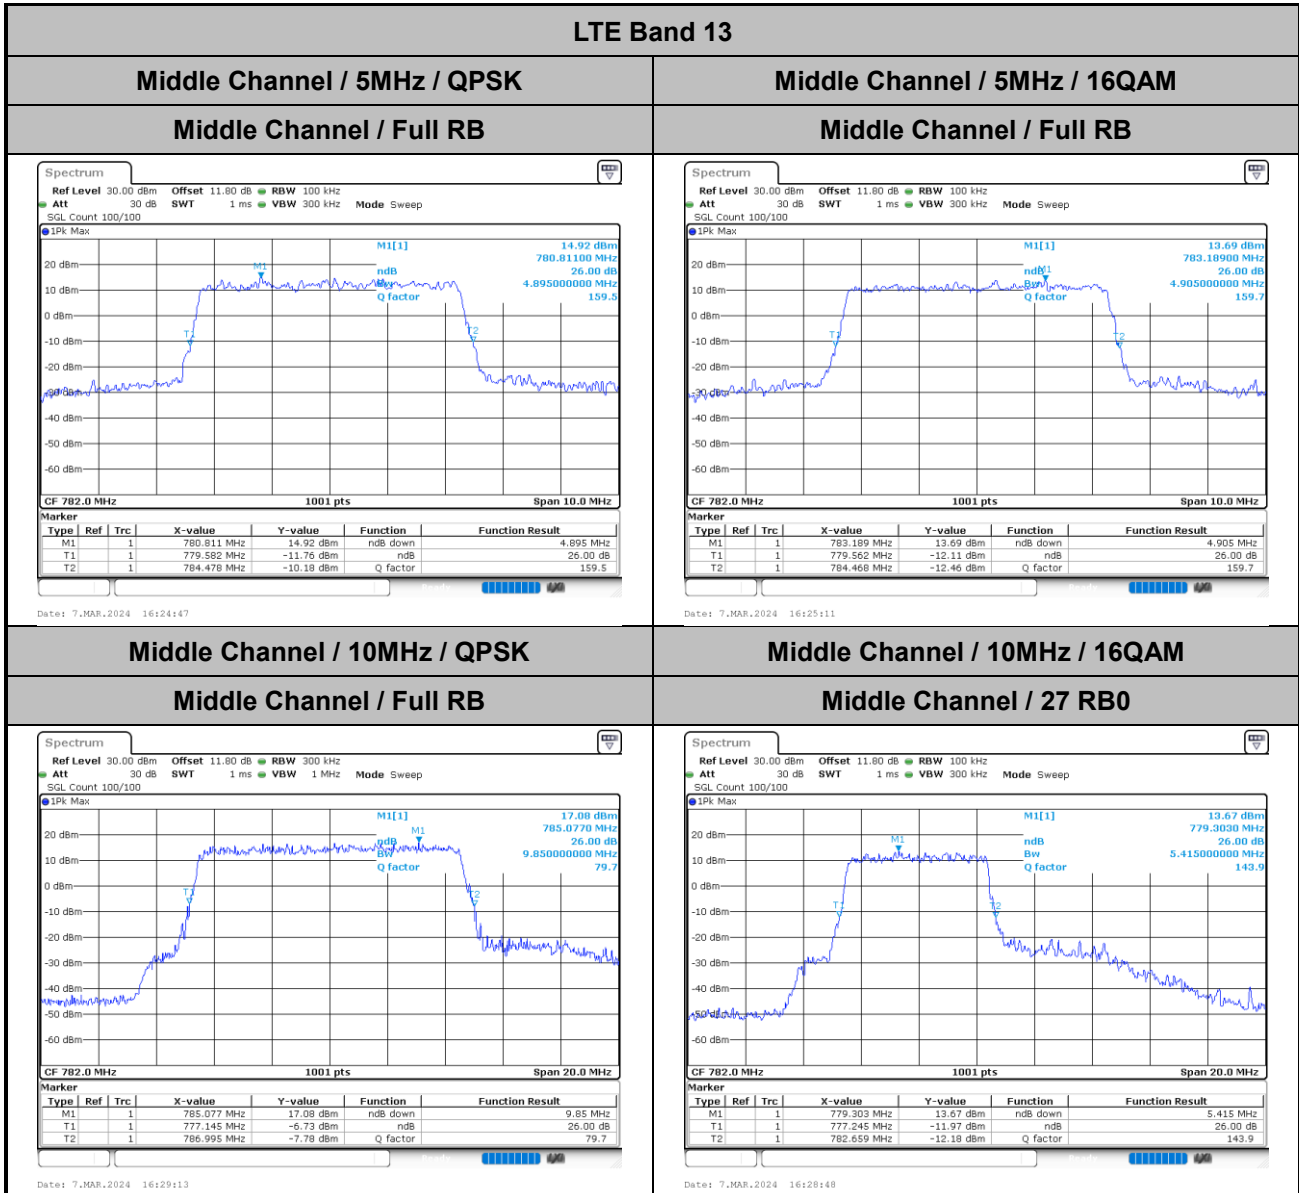 LTE Band 13
Middle Channel / 5MHz / QPSK
Middle Channel / 5MHz / 16QAM
Middle Channel / Full RB
Middle Channel / Full RB
Spectrum
Ref Level 30.00 dBm Offset 11.80 dB RBW 100 kHz
Att 30 dB SWT 1 ms VBW 300 kHz Mode Sweep
SGL Count 100/100
1Pk Max
M1[1] 14.92 dBm
780.81100 MHz
ndB 26.00 dB
Bw 4.895000000 MHz
Q factor 159.5
M1
T1
T2
20 dBm
10 dBm
0 dBm
-10 dBm
-20 dBm
-30 dBm
-40 dBm
-50 dBm
-60 dBm
CF 782.0 MHz 1001 pts Span 10.0 MHz
Marker
Type Ref Trc X-value Y-value Function Function Result
M1 1 780.811 MHz 14.92 dBm ndB down 4.895 MHz
T1 1 779.582 MHz -11.76 dBm ndB 26.00 dB
T2 1 784.478 MHz -10.18 dBm Q factor 159.5
Date: 7.MAR.2024 16:24:47
Spectrum
Ref Level 30.00 dBm Offset 11.80 dB RBW 100 kHz
Att 30 dB SWT 1 ms VBW 300 kHz Mode Sweep
SGL Count 100/100
1Pk Max
M1[1] 13.69 dBm
783.18900 MHz
ndB 26.00 dB
Bw 4.905000000 MHz
Q factor 159.7
M1
T1
T2
20 dBm
10 dBm
0 dBm
-10 dBm
-20 dBm
-30 dBm
-40 dBm
-50 dBm
-60 dBm
CF 782.0 MHz 1001 pts Span 10.0 MHz
Marker
Type Ref Trc X-value Y-value Function Function Result
M1 1 783.189 MHz 13.69 dBm ndB down 4.905 MHz
T1 1 779.562 MHz -12.11 dBm ndB 26.00 dB
T2 1 784.468 MHz -12.46 dBm Q factor 159.7
Date: 7.MAR.2024 16:25:11
Middle Channel / 10MHz / QPSK
Middle Channel / 10MHz / 16QAM
Middle Channel / Full RB
Middle Channel / 27 RB0
Spectrum
Ref Level 30.00 dBm Offset 11.80 dB RBW 300 kHz
Att 30 dB SWT 1 ms VBW 1 MHz Mode Sweep
SGL Count 100/100
1Pk Max
M1[1] 17.08 dBm
785.0770 MHz
ndB 26.00 dB
Bw 9.850000000 MHz
Q factor 79.7
M1
T1
T2
20 dBm
10 dBm
0 dBm
-10 dBm
-20 dBm
-30 dBm
-40 dBm
-50 dBm
-60 dBm
CF 782.0 MHz 1001 pts Span 20.0 MHz
Marker
Type Ref Trc X-value Y-value Function Function Result
M1 1 785.077 MHz 17.08 dBm ndB down 9.85 MHz
T1 1 777.145 MHz -6.73 dBm ndB 26.00 dB
T2 1 786.995 MHz -7.78 dBm Q factor 79.7
Date: 7.MAR.2024 16:29:13
Spectrum
Ref Level 30.00 dBm Offset 11.80 dB RBW 100 kHz
Att 30 dB SWT 1 ms VBW 300 kHz Mode Sweep
SGL Count 100/100
1Pk Max
M1[1] 13.67 dBm
779.3030 MHz
ndB 26.00 dB
Bw 5.415000000 MHz
Q factor 143.9
M1
T1
T2
20 dBm
10 dBm
0 dBm
-10 dBm
-20 dBm
-30 dBm
-40 dBm
-50 dBm
-60 dBm
CF 782.0 MHz 1001 pts Span 20.0 MHz
Marker
Type Ref Trc X-value Y-value Function Function Result
M1 1 779.303 MHz 13.67 dBm ndB down 5.415 MHz
T1 1 777.245 MHz -11.97 dBm ndB 26.00 dB
T2 1 782.659 MHz -12.18 dBm Q factor 143.9
Date: 7.MAR.2024 16:28:48